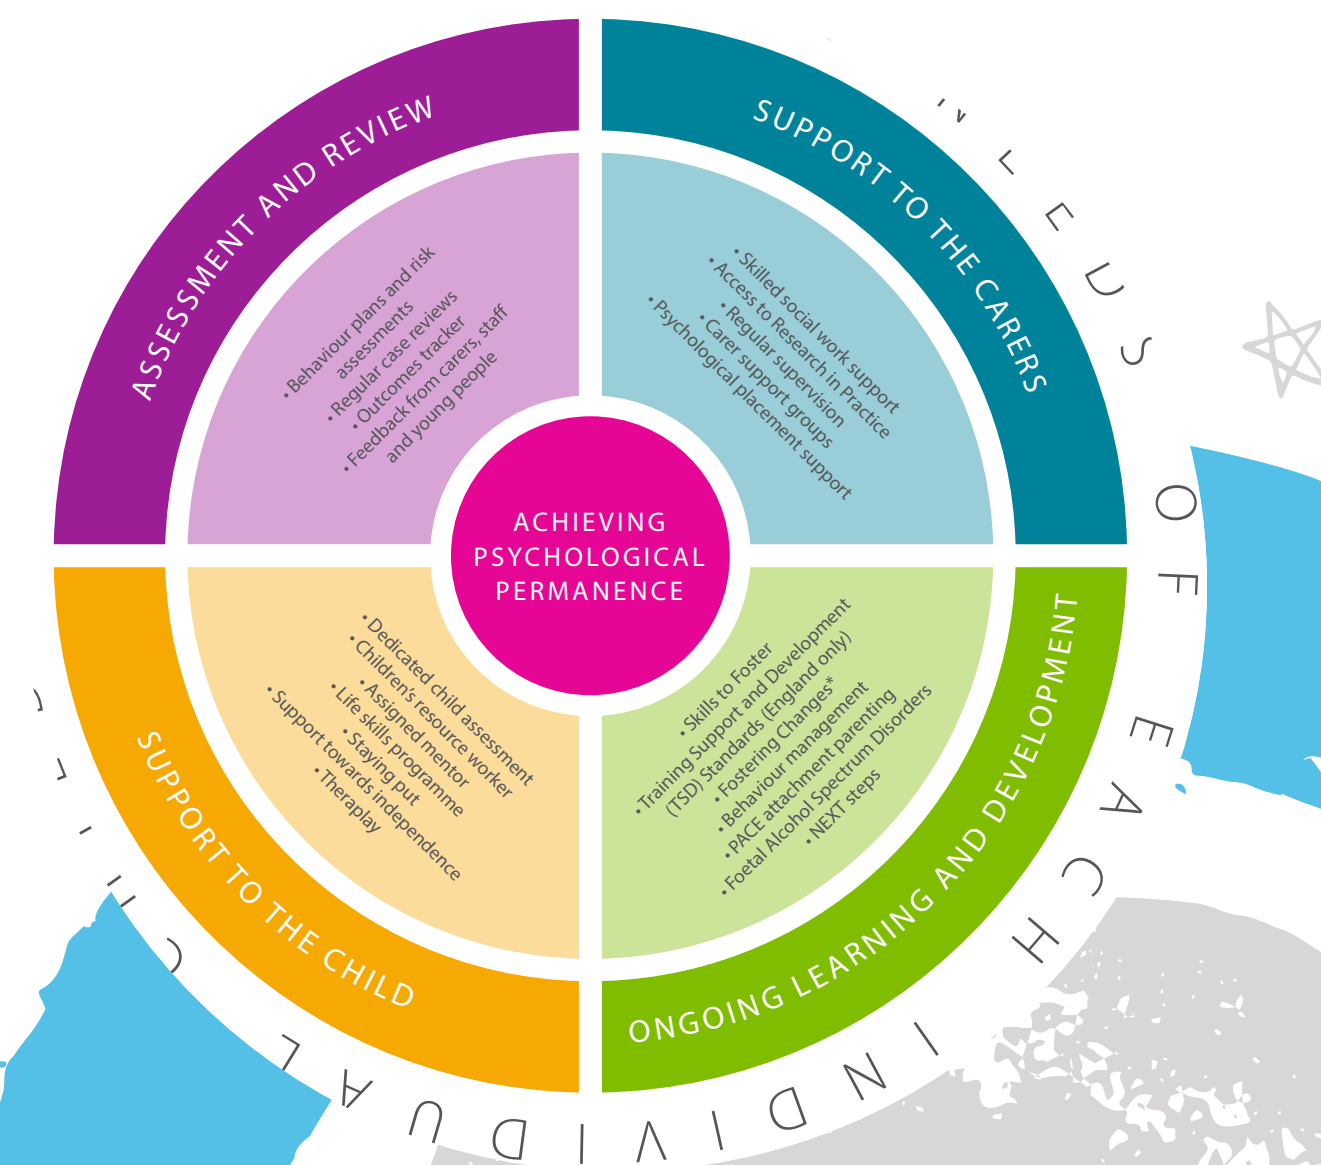 ASSESSMENT AND REVIEW
• Behaviour plans and risk
assessments
• Regular case reviews
• Outcomes tracker
• Feedback from carers, staff
and young people
SUPPORT TO THE CARERS
• Skilled social work support
• Access to Research in Practice
• Regular supervision
• Carer support groups
• Psychological placement support
ACHIEVING
PSYCHOLOGICAL
PERMANENCE
SUPPORT TO THE CHILD
• Dedicated child assessment
• Children's resource worker
• Assigned mentor
• Life skills programme
• Staying put
• Support towards independence
• Theraplay
ONGOING LEARNING AND DEVELOPMENT
• Skills to Foster
• Training Support and Development
(TSD) Standards (England only)
• Fostering Changes*
• Behaviour management
• PACE attachment parenting
• Foetal Alcohol Spectrum Disorders
• NEXT steps
OF EACH INDIVIDUAL